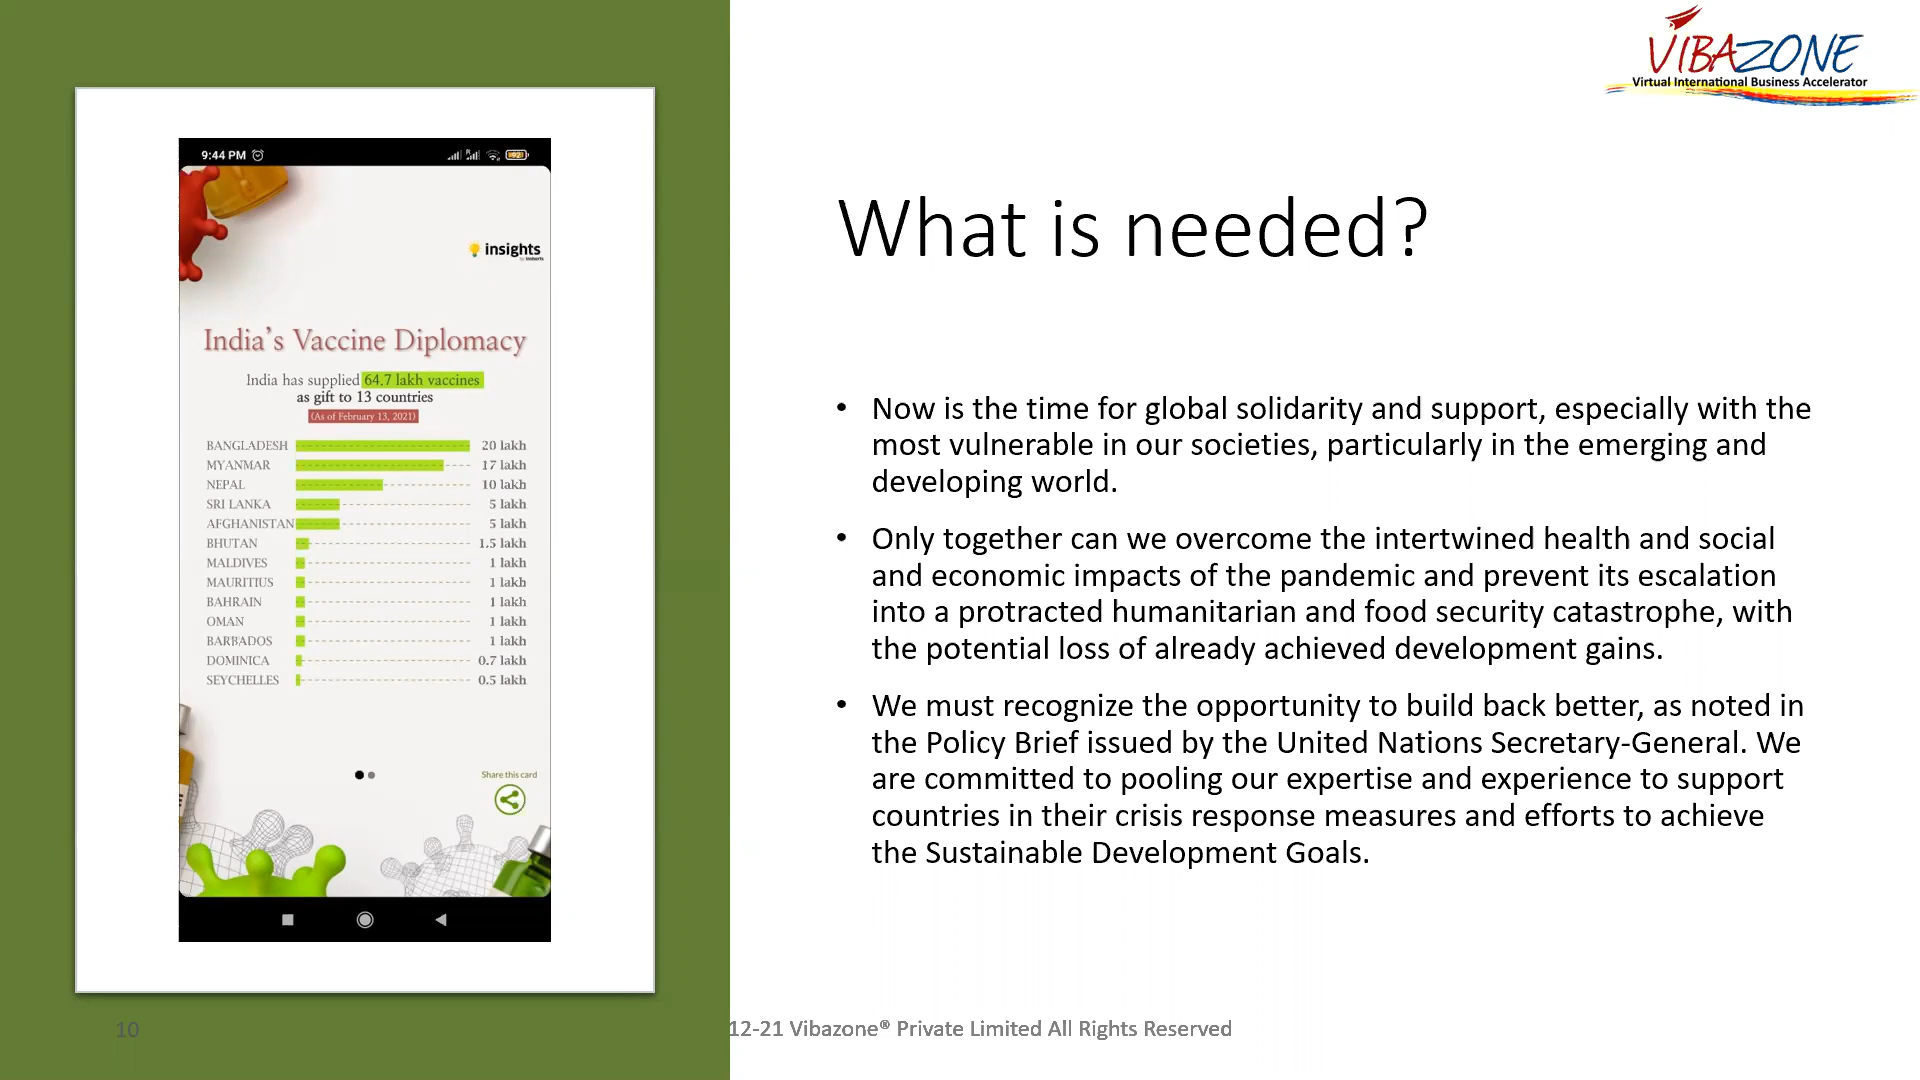 VIBAZONE
Virtual International Business Accelerator
9:44 PM
92
insights
by inshorts
India's Vaccine Diplomacy
India has supplied 64.7 lakh vaccines
as gift to 13 countries
(As of February 13, 2021)
BANGLADESH 20 lakh
MYANMAR 17 lakh
NEPAL 10 lakh
SRI LANKA 5 lakh
AFGHANISTAN 5 lakh
BHUTAN 1.5 lakh
MALDIVES 1 lakh
MAURITIUS 1 lakh
BAHRAIN 1 lakh
OMAN 1 lakh
BARBADOS 1 lakh
DOMINICA 0.7 lakh
SEYCHELLES 0.5 lakh
Share this card
What is needed?
• Now is the time for global solidarity and support, especially with the
most vulnerable in our societies, particularly in the emerging and
developing world.
• Only together can we overcome the intertwined health and social
and economic impacts of the pandemic and prevent its escalation
into a protracted humanitarian and food security catastrophe, with
the potential loss of already achieved development gains.
• We must recognize the opportunity to build back better, as noted in
the Policy Brief issued by the United Nations Secretary-General. We
are committed to pooling our expertise and experience to support
countries in their crisis response measures and efforts to achieve
the Sustainable Development Goals.
10
12-21 Vibazone® Private Limited All Rights Reserved